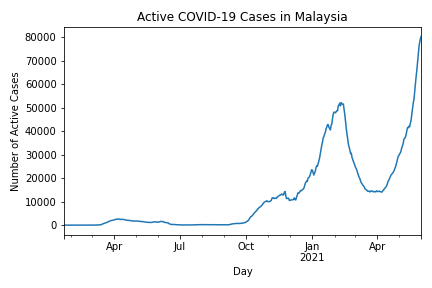 Active COVID-19 Cases in Malaysia
Number of Active Cases
80000
70000
60000
50000
40000
30000
20000
10000
0
Apr Jul Oct Jan Apr
2021
Day